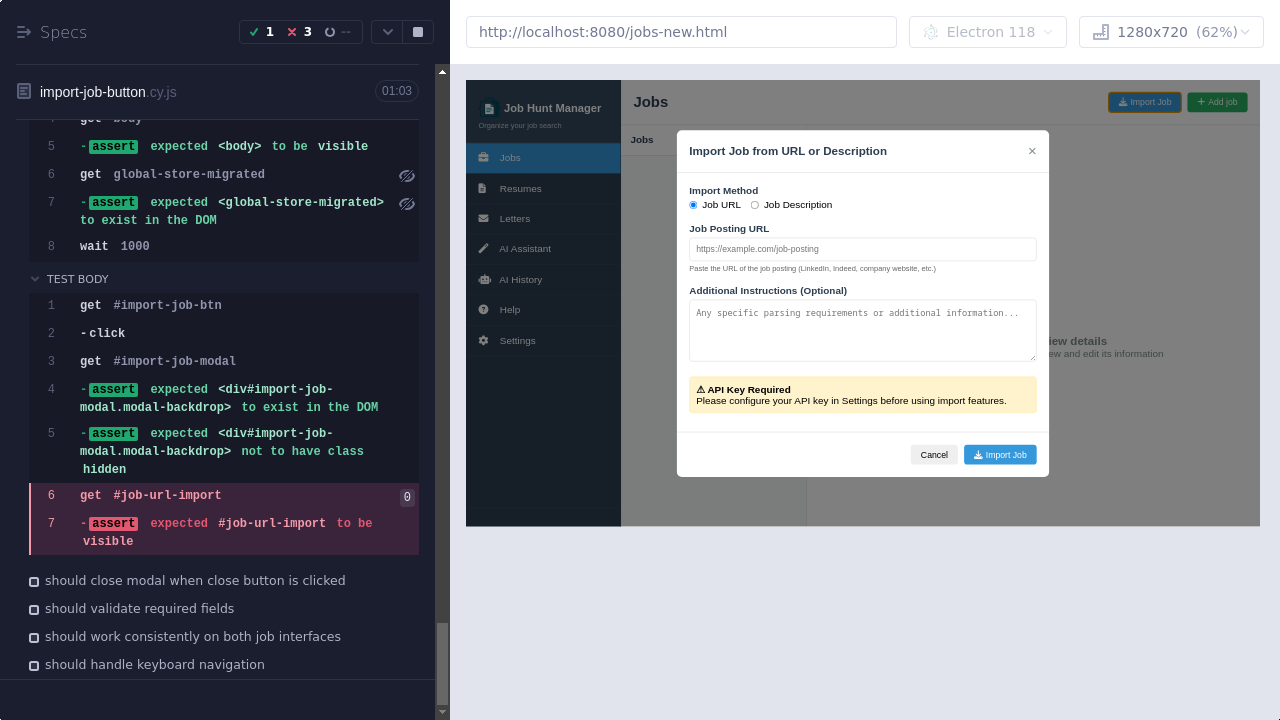 Specs
1
3
--
import-job-button.cy.js
01:03
4 get body
5 -assert expected <body> to be visible
6 get global-store-migrated
7 -assert expected <global-store-migrated>
to exist in the DOM
8 wait 1000
TEST BODY
1 get #import-job-btn
2 -click
3 get #import-job-modal
4 -assert expected <div#import-job-
modal.modal-backdrop> to exist in the DOM
5 -assert expected <div#import-job-
modal.modal-backdrop> not to have class
hidden
6 get #job-url-import 0
7 -assert expected #job-url-import to be
visible
should close modal when close button is clicked
should validate required fields
should work consistently on both job interfaces
should handle keyboard navigation
http://localhost:8080/jobs-new.html
Electron 118
1280x720 (62%)
Job Hunt Manager
Organize your job search
Jobs
Resumes
Letters
AI Assistant
AI History
Help
Settings
Jobs
Import Job
+ Add job
Jobs
Import Job from URL or Description
×
Import Method
Job URL
Job Description
Job Posting URL
https://example.com/job-posting
Paste the URL of the job posting (LinkedIn, Indeed, company website, etc.)
Additional Instructions (Optional)
Any specific parsing requirements or additional information...
⚠ API Key Required
Please configure your API key in Settings before using import features.
Cancel
Import Job
details
and edit its information